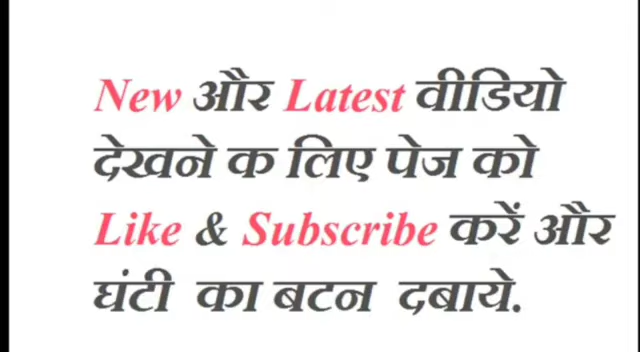 New और Latest वीडियो
देखने क लिए पेज को
Like & Subscribe करें और
घंटी का बटन दबाये.